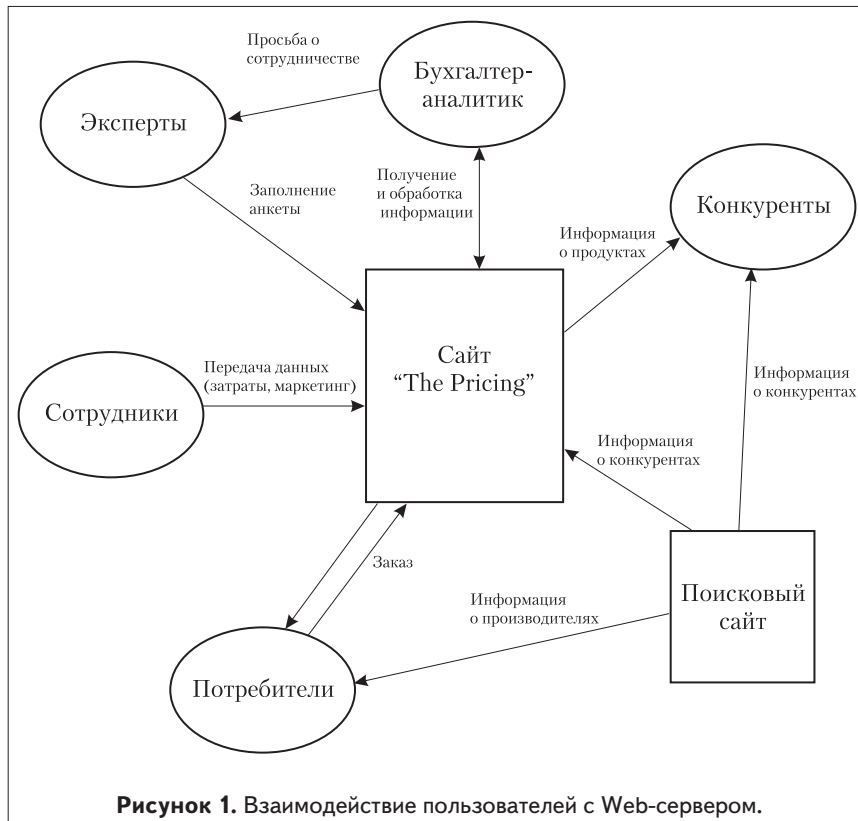 Просьба о
сотрудничестве
Бухгалтер-
аналитик
Эксперты
Заполнение
анкеты
Получение
и обработка
информации
Конкуренты
Информация
о продуктах
Сайт
“The Pricing”
Передача данных
(затраты, маркетинг)
Сотрудники
Информация
о конкурентах
Информация
о конкурентах
Заказ
Информация
о производителях
Поисковый
сайт
Потребители
Рисунок 1. Взаимодействие пользователей с Web-сервером.